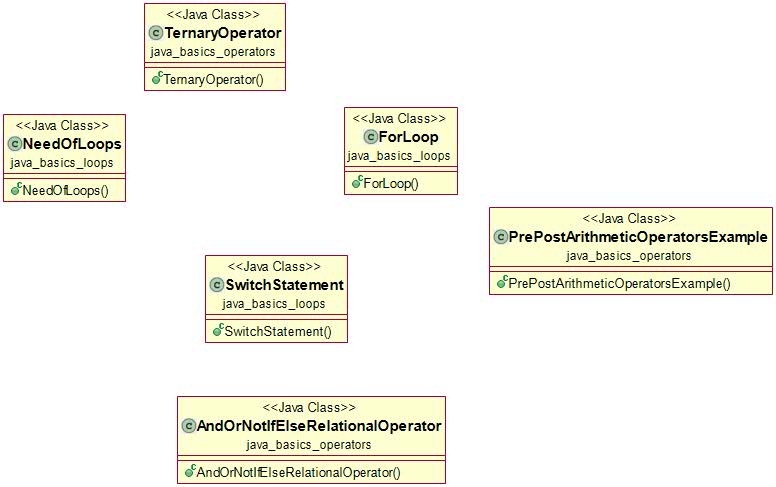 <<Java Class>>
TernaryOperator
java_basics_operators
TernaryOperator()
<<Java Class>>
NeedOfLoops
java_basics_loops
NeedOfLoops()
<<Java Class>>
ForLoop
java_basics_loops
ForLoop()
<<Java Class>>
PrePostArithmeticOperatorsExample
java_basics_operators
PrePostArithmeticOperatorsExample()
<<Java Class>>
SwitchStatement
java_basics_loops
SwitchStatement()
<<Java Class>>
AndOrNotIfElseRelationalOperator
java_basics_operators
AndOrNotIfElseRelationalOperator()